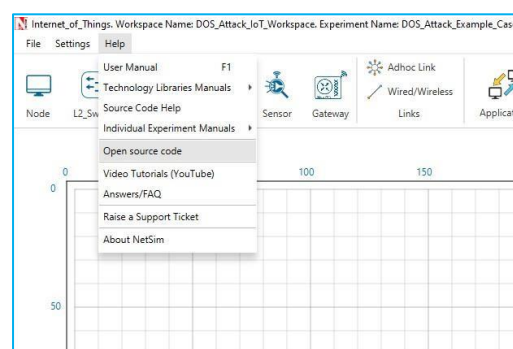 Internet_of_Things. Workspace Name: DOS_Attack_IoT_Workspace. Experiment Name: DOS_Attack_Example_Cas
File Settings Help
User Manual F1
Technology Libraries Manuals
Source Code Help
Individual Experiment Manuals
Open source code
Video Tutorials (YouTube)
Answers/FAQ
Raise a Support Ticket
About NetSim
Node L2_Sw Sensor Gateway
Adhoc Link
Wired/Wireless
Links
Applicat
0 100 150
0
50